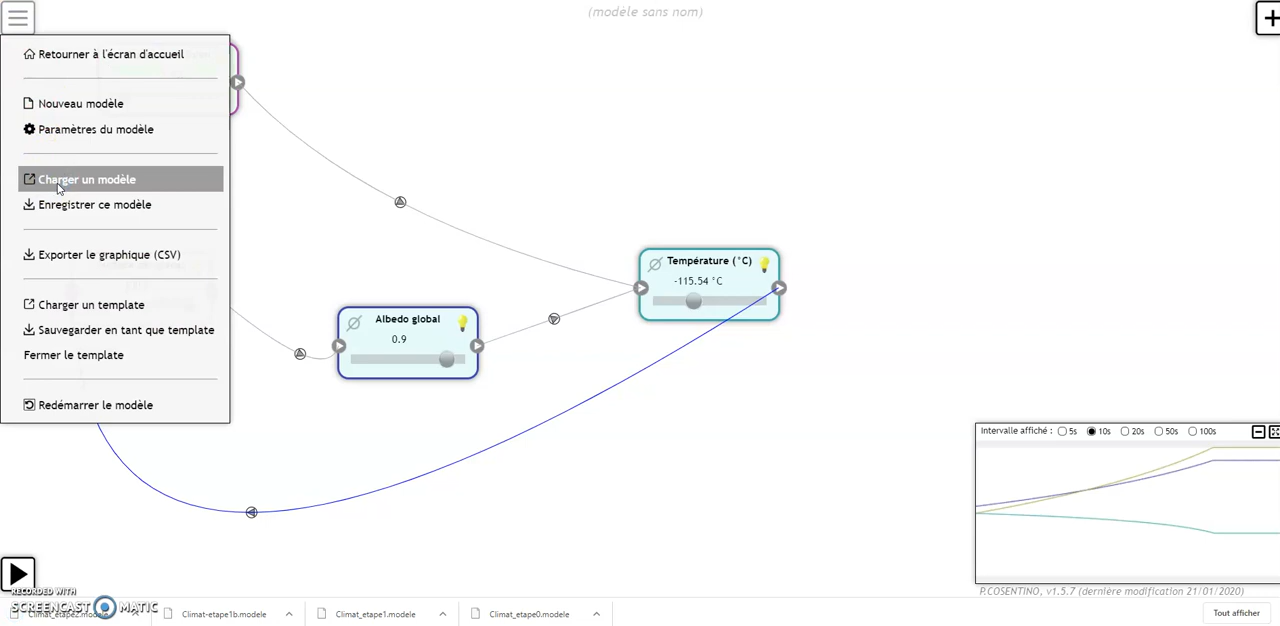 (modèle sans nom)
Retourner à l'écran d'accueil
Nouveau modèle
Paramètres du modèle
Charger un modèle
Enregistrer ce modèle
Exporter le graphique (CSV)
Charger un template
Sauvegarder en tant que template
Fermer le template
Redémarrer le modèle
Température (°C)
-115.54 °C
Albedo global
0.9
Intervalle affiché : 5s 10s 20s 50s 100s
P.COSENTINO, v1.5.7 (dernière modification 21/01/2020)
RECORDED WITH
SCREENCAST MATIC
Climat_etape2.modele
Climat-etape1b.modele
Climat_etape1.modele
Climat_etape0.modele
Tout afficher